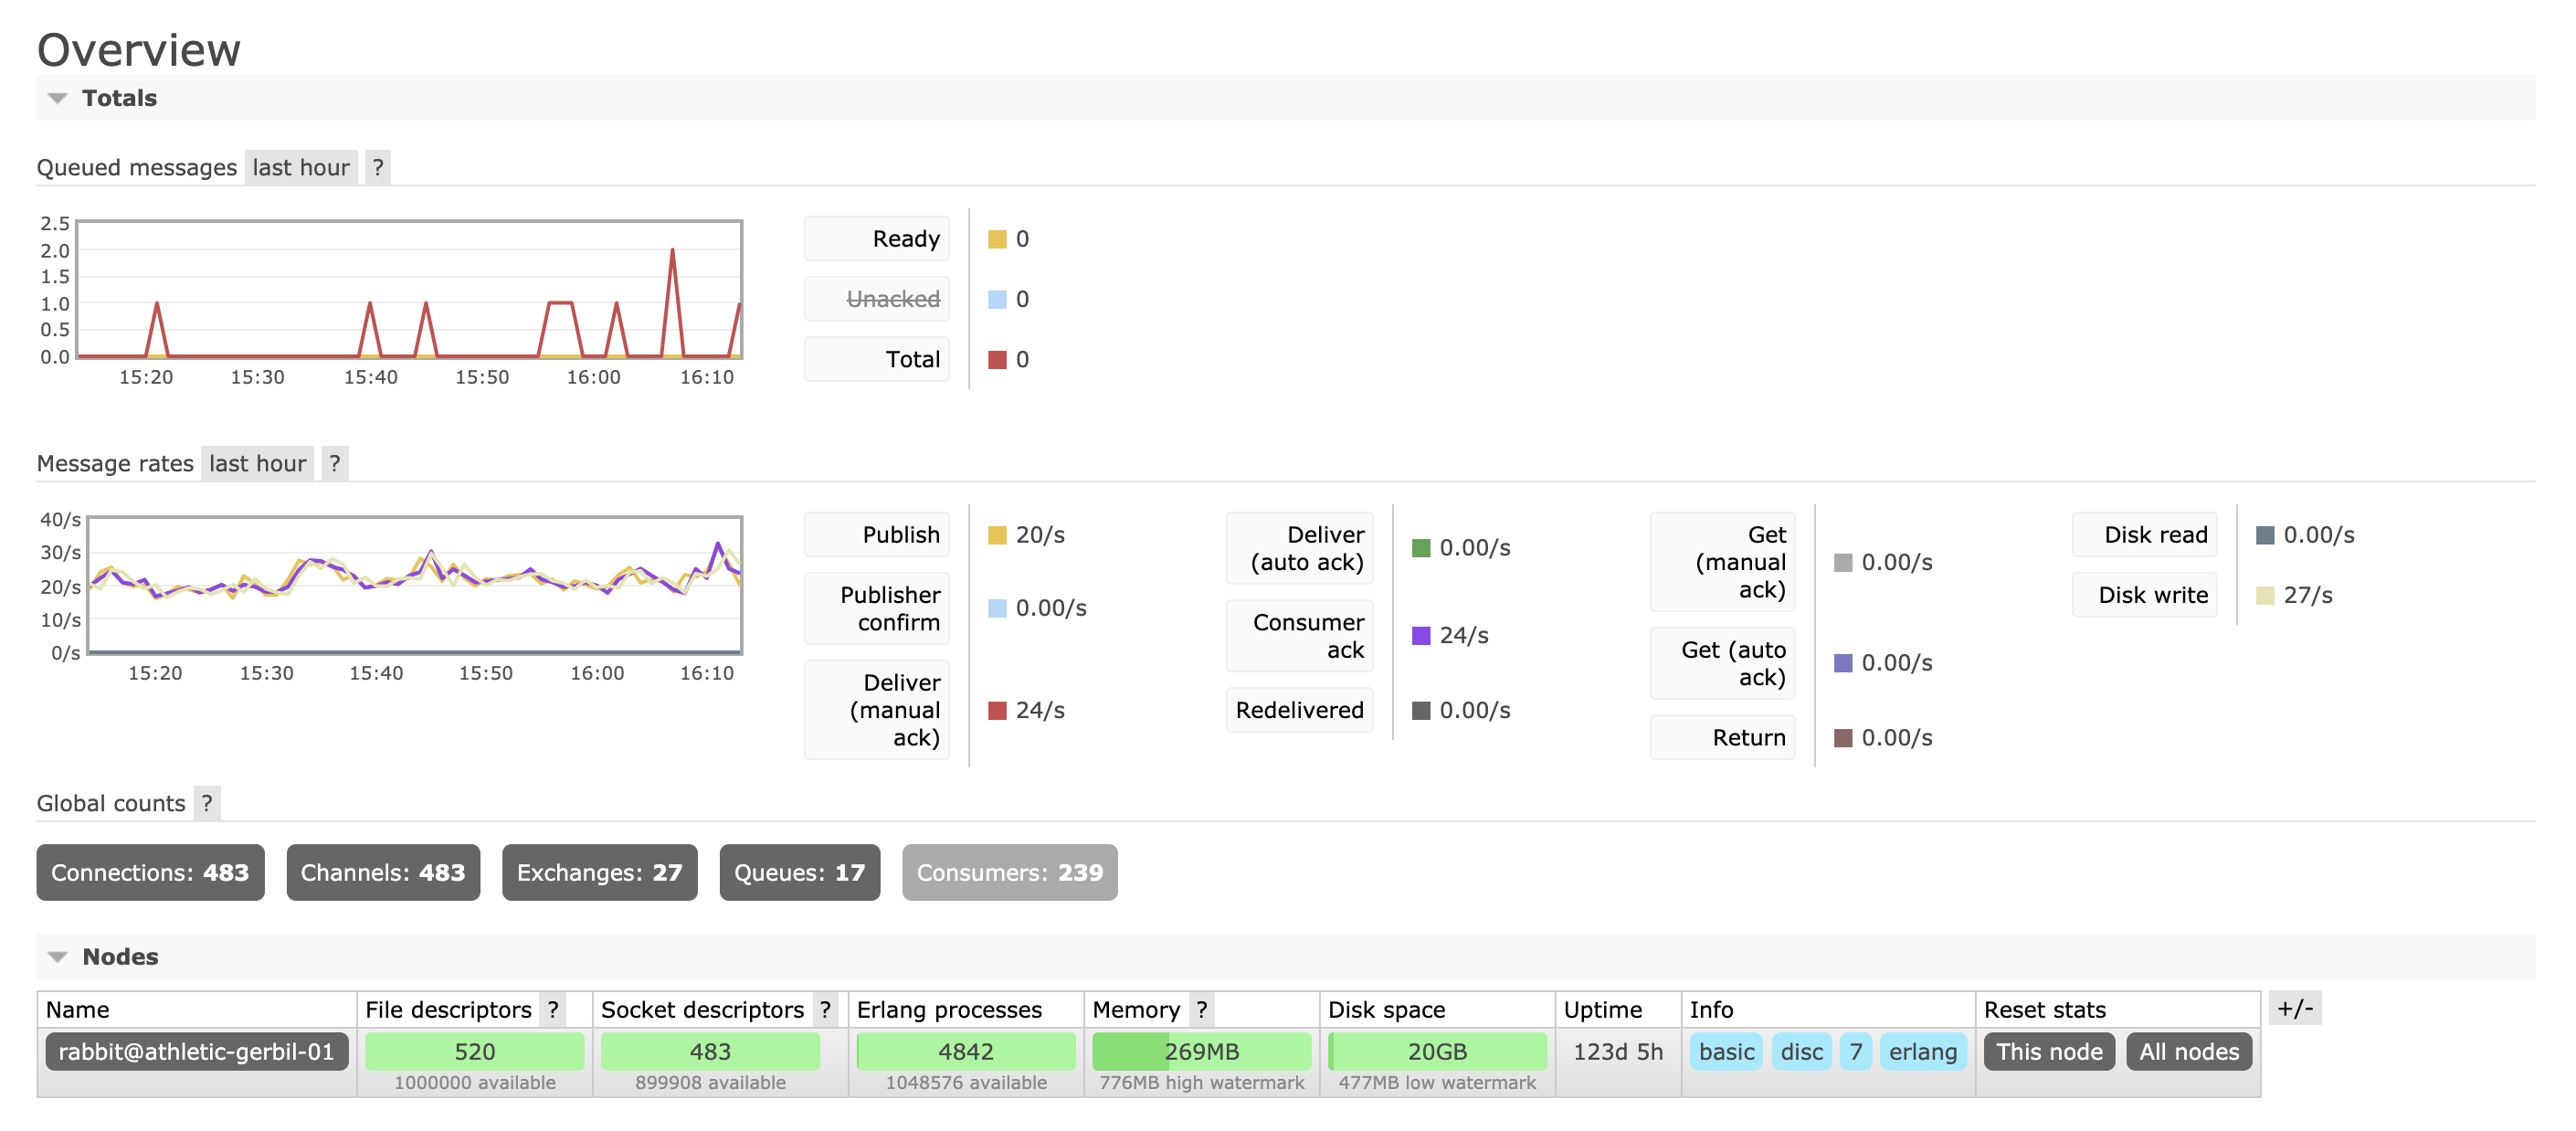 Overview
Totals
Queued messages last hour ?
2.5
2.0
1.5
1.0
0.5
0.0
15:20 15:30 15:40 15:50 16:00 16:10
Ready 0
Unacked 0
Total 0
Message rates last hour ?
40/s
30/s
20/s
10/s
0/s
15:20 15:30 15:40 15:50 16:00 16:10
Publish 20/s
Publisher
confirm 0.00/s
Deliver
(manual 24/s
ack)
Deliver
(auto ack) 0.00/s
Consumer
ack 24/s
Redelivered 0.00/s
Get
(manual 0.00/s
ack)
Get (auto
ack) 0.00/s
Return 0.00/s
Disk read 0.00/s
Disk write 27/s
Global counts ?
Connections: 483 Channels: 483 Exchanges: 27 Queues: 17 Consumers: 239
Nodes
Name File descriptors ? Socket descriptors ? Erlang processes Memory ? Disk space Uptime Info Reset stats +/-
rabbit@athletic-gerbil-01 520 483 4842 269MB 20GB 123d 5h basic disc 7 erlang This node All nodes
1000000 available 899908 available 1048576 available 776MB high watermark 477MB low watermark